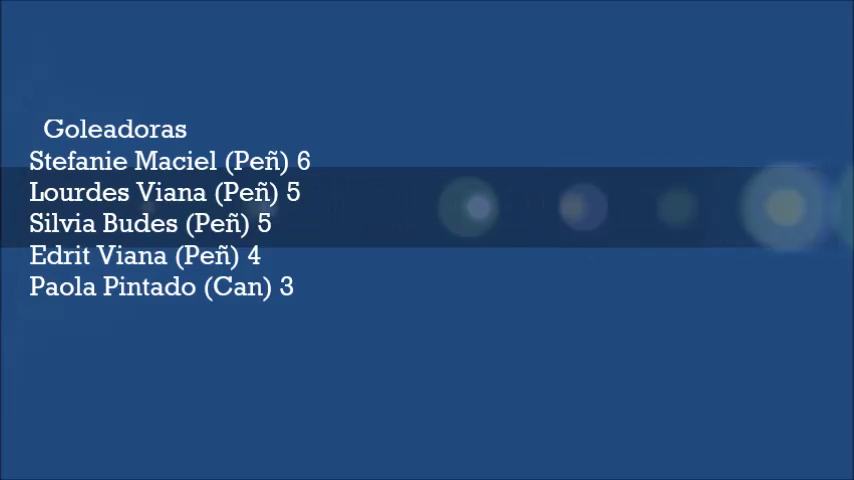 Goleadoras
Stefanie Maciel (Peñ) 6
Lourdes Viana (Peñ) 5
Silvia Budes (Peñ) 5
Edrit Viana (Peñ) 4
Paola Pintado (Can) 3